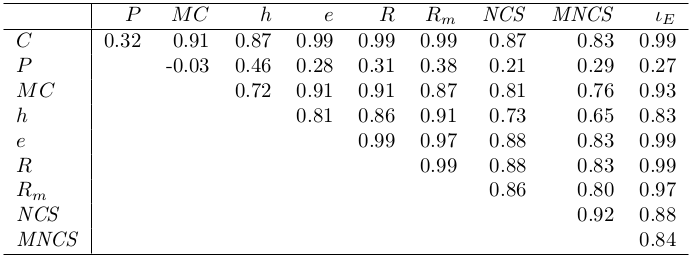 P MC h e R Rm NCS MNCS ιE
C 0.32 0.91 0.87 0.99 0.99 0.99 0.87 0.83 0.99
P -0.03 0.46 0.28 0.31 0.38 0.21 0.29 0.27
MC 0.72 0.91 0.91 0.87 0.81 0.76 0.93
h 0.81 0.86 0.91 0.73 0.65 0.83
e 0.99 0.97 0.88 0.83 0.99
R 0.99 0.88 0.83 0.99
Rm 0.86 0.80 0.97
NCS 0.92 0.88
MNCS 0.84